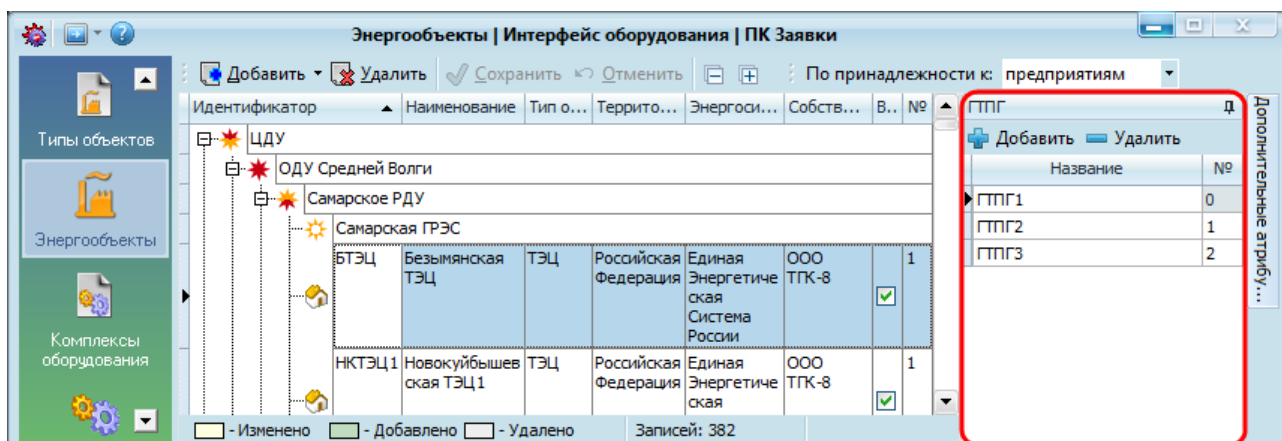 Энергообъекты | Интерфейс оборудования | ПК Заявки
Добавить Удалить Сохранить Отменить По принадлежности к: предприятиям
Типы объектов
Энергообъекты
Комплексы
оборудования
Идентификатор Наименование Тип о... Террито... Энергоси... Собств... В.. №
ЦДУ
ОДУ Средней Волги
Самарское РДУ
Самарская ГРЭС
БТЭЦ Безымянская ТЭЦ Российская Единая ООО 1
ТЭЦ Федерация Энергетиче ТГК-8
ская
Система
России
НКТЭЦ1 Новокуйбышев ТЭЦ Российская Единая ООО 1
ская ТЭЦ1 Федерация Энергетиче ТГК-8
ская
- Изменено - Добавлено - Удалено Записей: 382
ГТПГ
Добавить Удалить
Название №
ГТПГ1 0
ГТПГ2 1
ГТПГ3 2
Дополнительные атрибу...